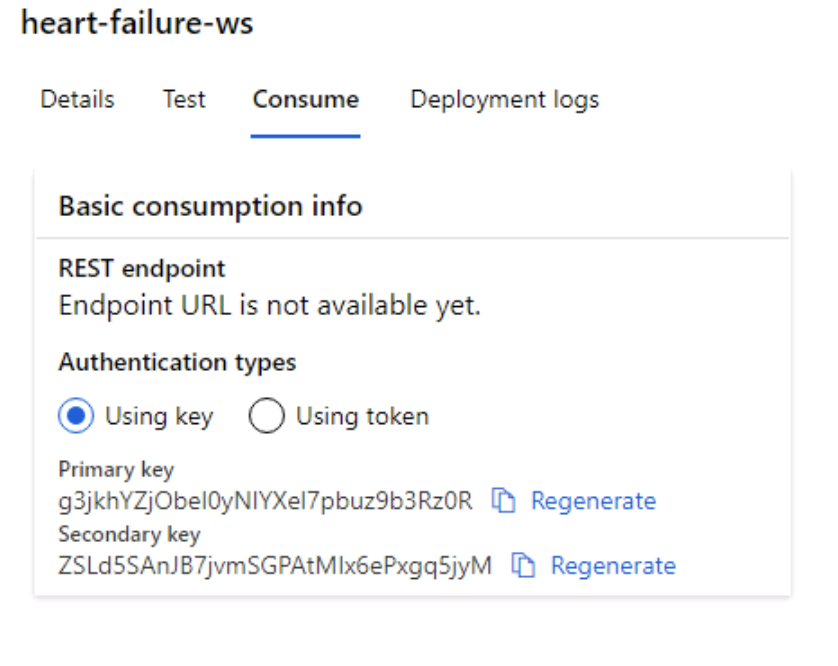 heart-failure-ws
Details Test Consume Deployment logs
Basic consumption info
REST endpoint
Endpoint URL is not available yet.
Authentication types
Using key Using token
Primary key
g3jkhYZjObel0yNlYXel7pbuz9b3Rz0R Regenerate
Secondary key
ZSLd5SAnJB7jvmSGPAtMIx6ePxgq5jyM Regenerate